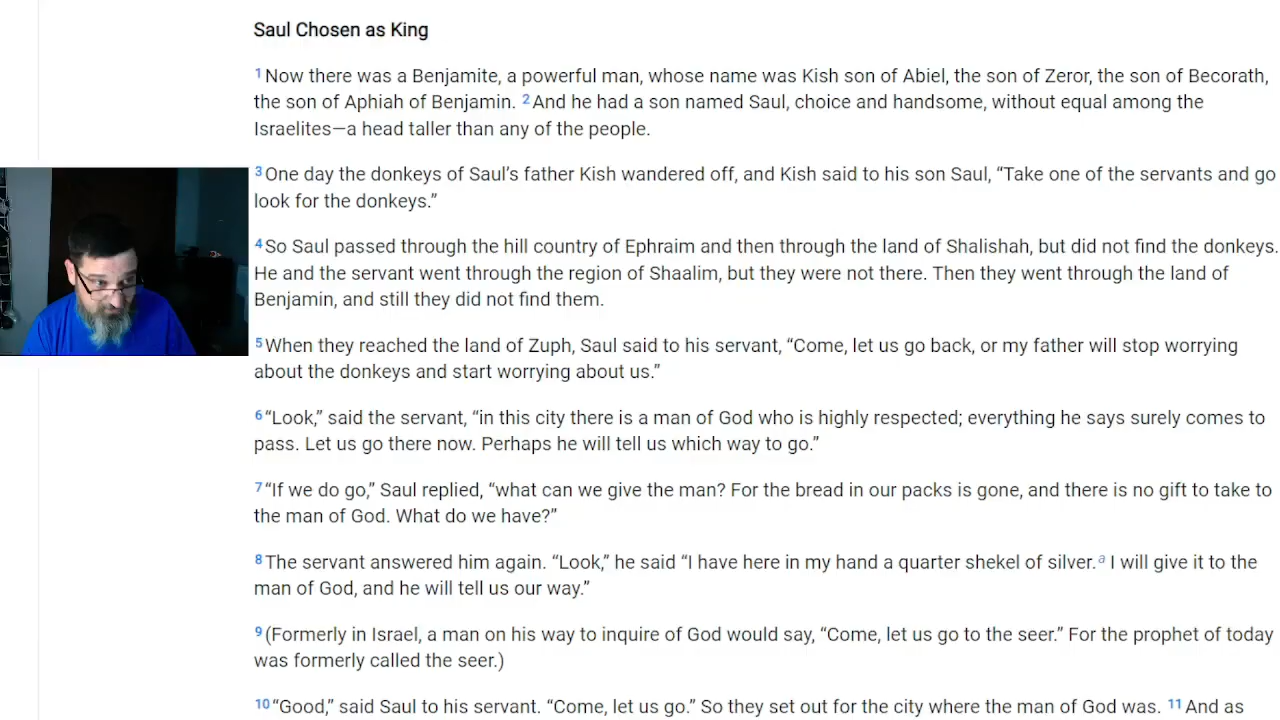 Saul Chosen as King
1 Now there was a Benjamite, a powerful man, whose name was Kish son of Abiel, the son of Zeror, the son of Becorath,
the son of Aphiah of Benjamin. 2 And he had a son named Saul, choice and handsome, without equal among the
Israelites—a head taller than any of the people.
3 One day the donkeys of Saul’s father Kish wandered off, and Kish said to his son Saul, “Take one of the servants and go
look for the donkeys.”
4 So Saul passed through the hill country of Ephraim and then through the land of Shalishah, but did not find the donkeys.
He and the servant went through the region of Shaalim, but they were not there. Then they went through the land of
Benjamin, and still they did not find them.
5 When they reached the land of Zuph, Saul said to his servant, “Come, let us go back, or my father will stop worrying
about the donkeys and start worrying about us.”
6 “Look,” said the servant, “in this city there is a man of God who is highly respected; everything he says surely comes to
pass. Let us go there now. Perhaps he will tell us which way to go.”
7 “If we do go,” Saul replied, “what can we give the man? For the bread in our packs is gone, and there is no gift to take to
the man of God. What do we have?”
8 The servant answered him again. “Look,” he said “I have here in my hand a quarter shekel of silver. a I will give it to the
man of God, and he will tell us our way.”
9 (Formerly in Israel, a man on his way to inquire of God would say, “Come, let us go to the seer.” For the prophet of today
was formerly called the seer.)
10 “Good,” said Saul to his servant. “Come, let us go.” So they set out for the city where the man of God was. 11 And as